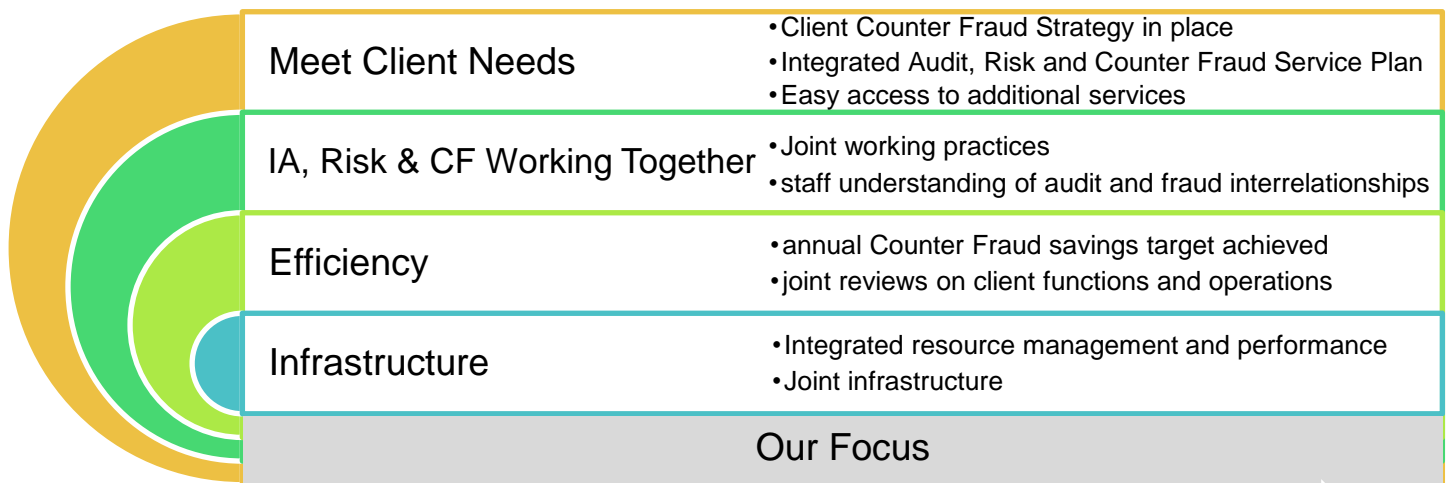 Meet Client Needs
•Client Counter Fraud Strategy in place
•Integrated Audit, Risk and Counter Fraud Service Plan
•Easy access to additional services
IA, Risk & CF Working Together
•Joint working practices
•staff understanding of audit and fraud interrelationships
Efficiency
•annual Counter Fraud savings target achieved
•joint reviews on client functions and operations
Infrastructure
•Integrated resource management and performance
•Joint infrastructure
Our Focus